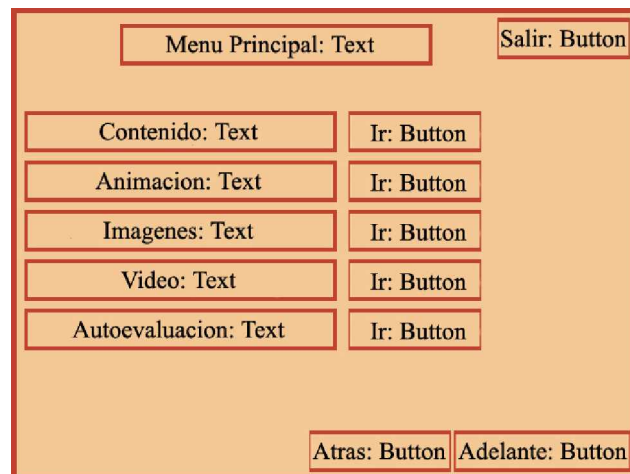 Menu Principal: Text
Salir: Button
Contenido: Text Ir: Button
Animacion: Text Ir: Button
Imagenes: Text Ir: Button
Video: Text Ir: Button
Autoevaluacion: Text Ir: Button
Atras: Button Adelante: Button